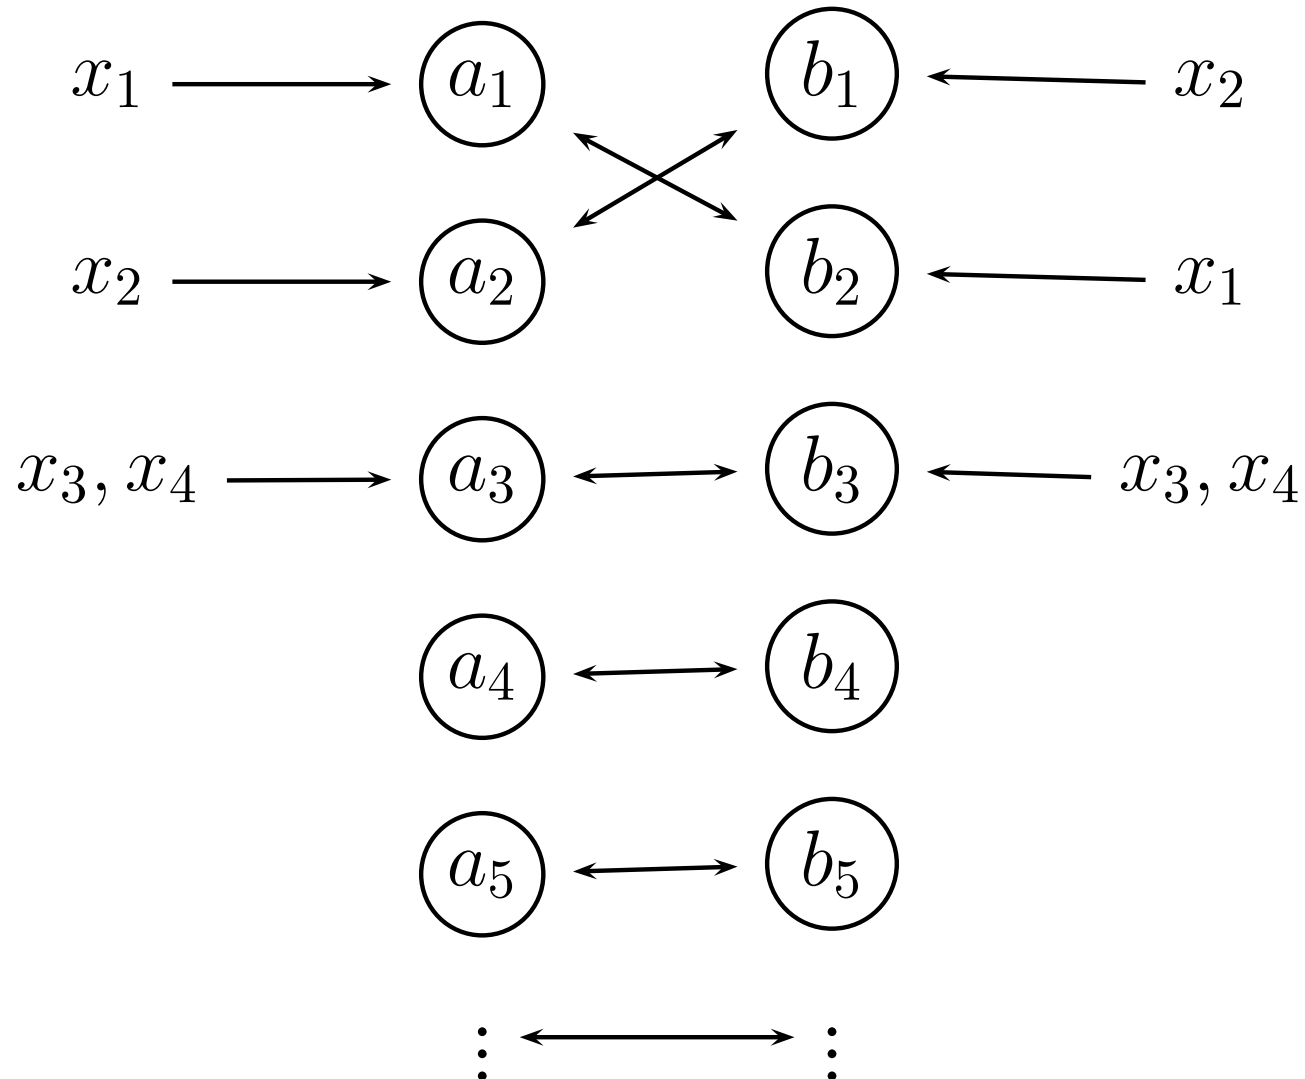 x₁ a₁ b₁ x₂
x₂ a₂ b₂ x₁
x₃, x₄ a₃ b₃ x₃, x₄
a₄ b₄
a₅ b₅
⋮ ⋮